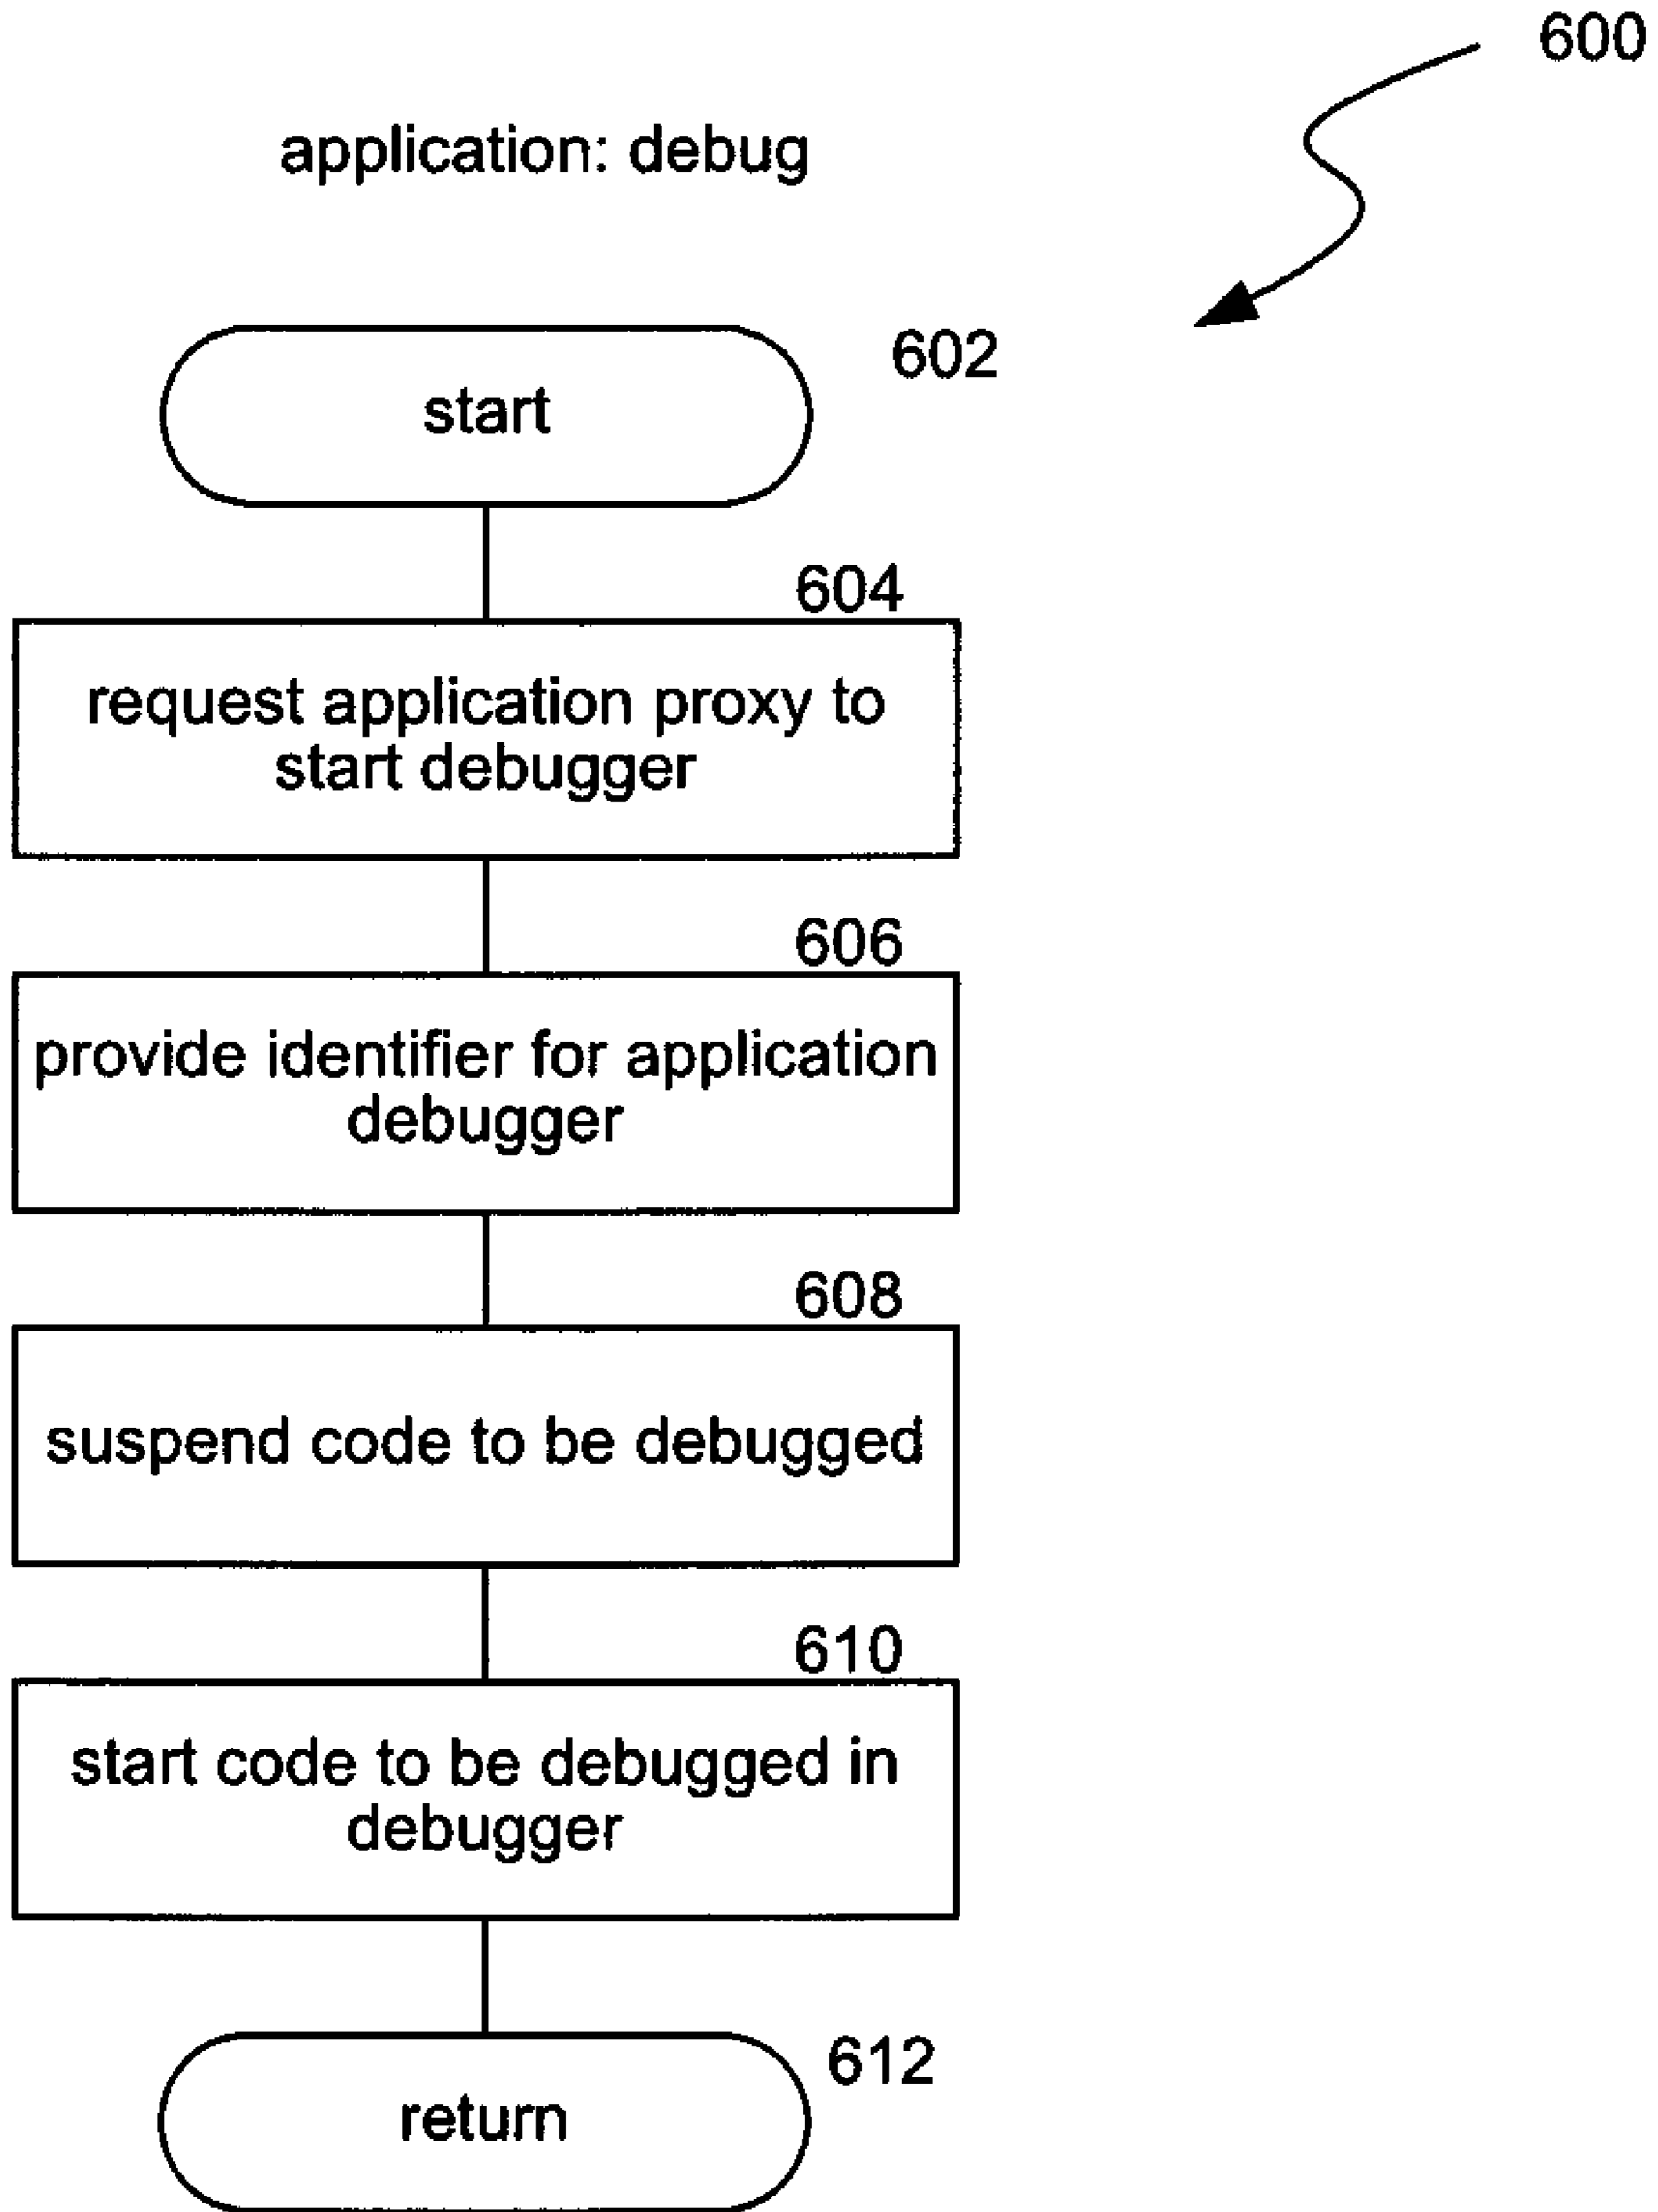 600
application: debug
602
start
604
request application proxy to
start debugger
606
provide identifier for application
debugger
608
suspend code to be debugged
610
start code to be debugged in
debugger
612
return